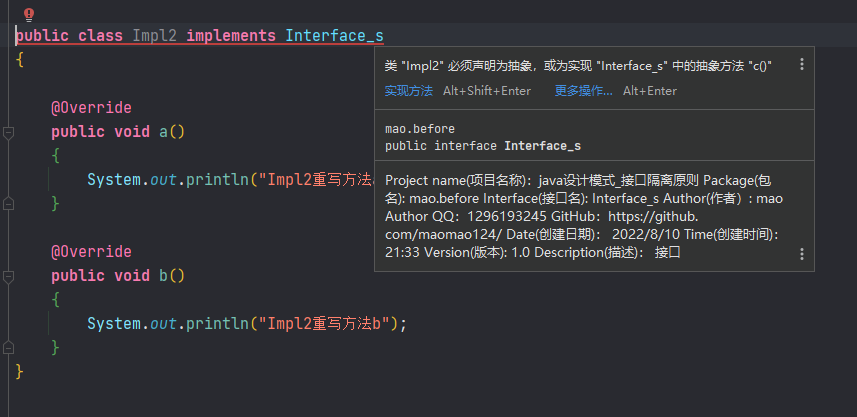 public class Impl2 implements Interface_s
{
类 "Impl2" 必须声明为抽象，或为实现 "Interface_s" 中的抽象方法 "c()"
实现方法 Alt+Shift+Enter 更多操作... Alt+Enter
mao.before
public interface Interface_s
Project name(项目名称)：java设计模式_接口隔离原则 Package(包
名): mao.before Interface(接口名): Interface_s Author(作者）: mao
Author QQ：1296193245 GitHub：https://github.
com/maomao124/ Date(创建日期)： 2022/8/10 Time(创建时间)：
21:33 Version(版本): 1.0 Description(描述)： 接口
@Override
public void a()
{
System.out.println("Impl2重写方法
}
@Override
public void b()
{
System.out.println("Impl2重写方法b");
}
}